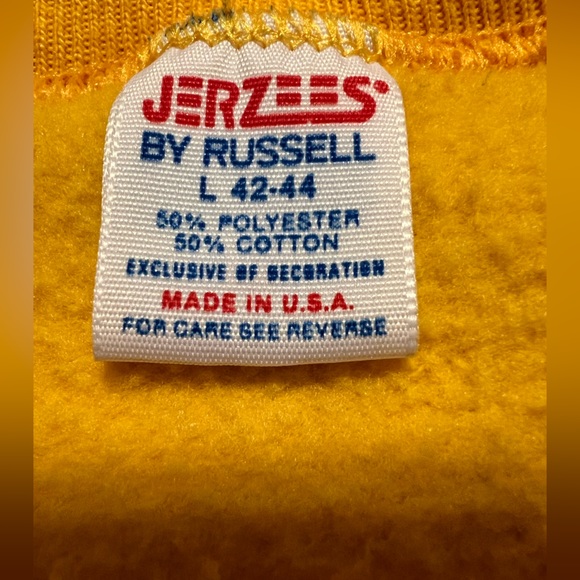 JERZEES
BY RUSSELL
L 42-44
50% POLYESTER
50% COTTON
EXCLUSIVE OF DECORATION
MADE IN U.S.A.
FOR CARE SEE REVERSE